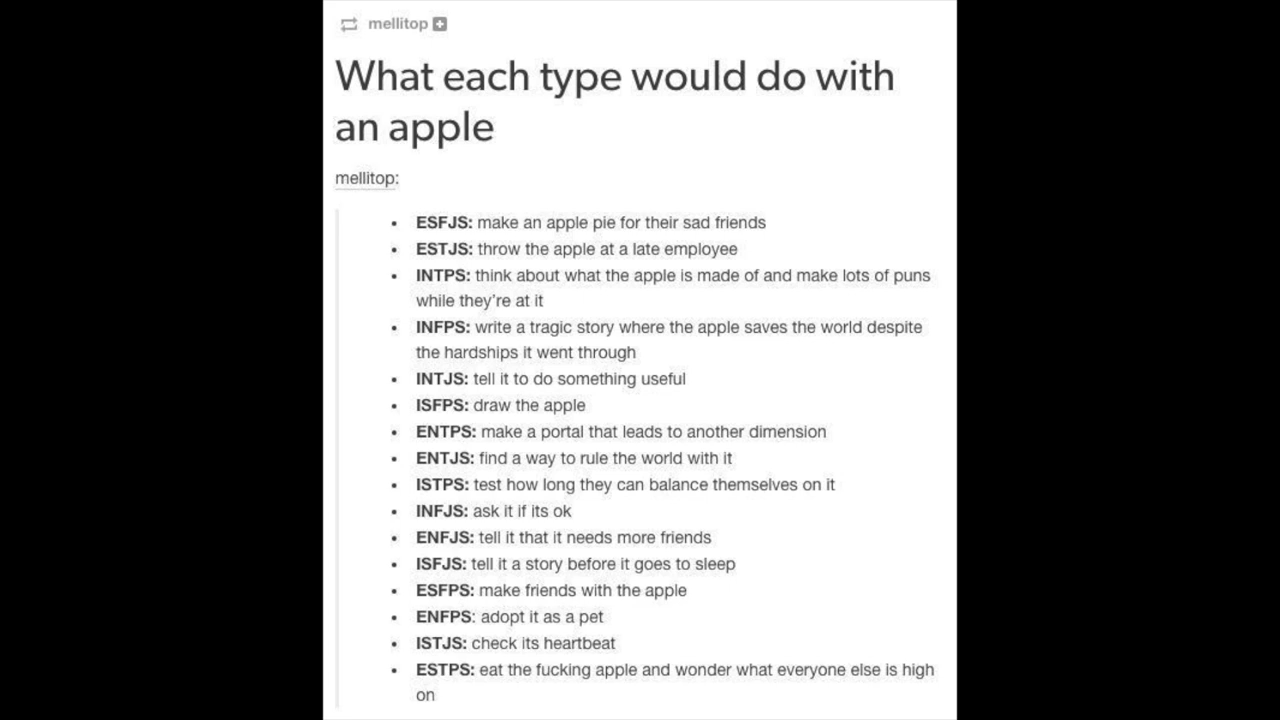 mellitop
What each type would do with
an apple
mellitop:
• ESFJS: make an apple pie for their sad friends
• ESTJS: throw the apple at a late employee
• INTPS: think about what the apple is made of and make lots of puns
while they're at it
• INFPS: write a tragic story where the apple saves the world despite
the hardships it went through
• INTJS: tell it to do something useful
• ISFPS: draw the apple
• ENTPS: make a portal that leads to another dimension
• ENTJS: find a way to rule the world with it
• ISTPS: test how long they can balance themselves on it
• INFJS: ask it if its ok
• ENFJS: tell it that it needs more friends
• ISFJS: tell it a story before it goes to sleep
• ESFPS: make friends with the apple
• ENFPS: adopt it as a pet
• ISTJS: check its heartbeat
• ESTPS: eat the fucking apple and wonder what everyone else is high
on